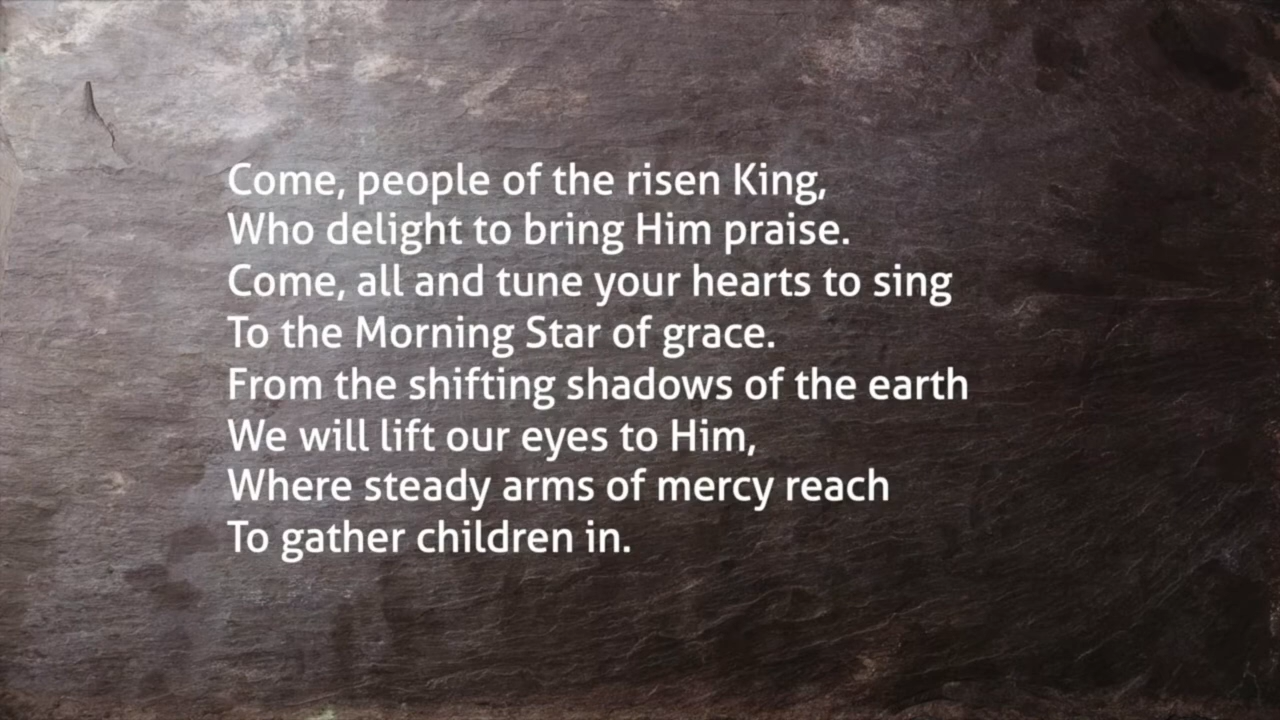 Come, people of the risen King,
Who delight to bring Him praise.
Come, all and tune your hearts to sing
To the Morning Star of grace.
From the shifting shadows of the earth
We will lift our eyes to Him,
Where steady arms of mercy reach
To gather children in.